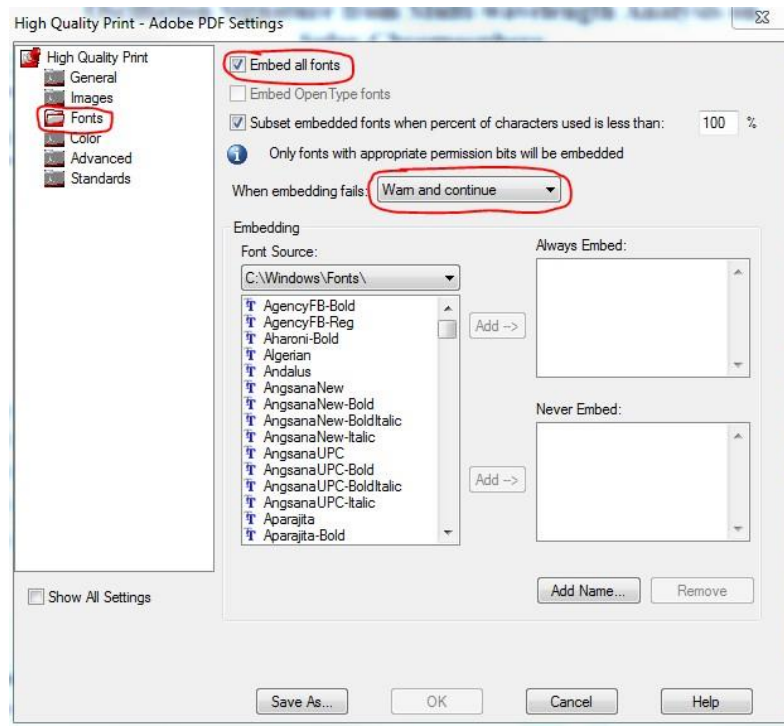 High Quality Print - Adobe PDF Settings
High Quality Print
General
Images
Fonts
Color
Advanced
Standards
Show All Settings
Embed all fonts
Embed OpenType fonts
Subset embedded fonts when percent of characters used is less than: 100 %
Only fonts with appropriate permission bits will be embedded
When embedding fails: Warn and continue
Embedding
Font Source:
C:\Windows\Fonts\
AgencyFB-Bold
AgencyFB-Reg
Aharoni-Bold
Algerian
Andalus
AngsanaNew
AngsanaNew-Bold
AngsanaNew-BoldItalic
AngsanaNew-Italic
AngsanaUPC
AngsanaUPC-Bold
AngsanaUPC-BoldItalic
AngsanaUPC-Italic
Aparajita
Aparajita-Bold
Add -->
Add -->
Always Embed:
Never Embed:
Add Name...
Remove
Save As...
OK
Cancel
Help